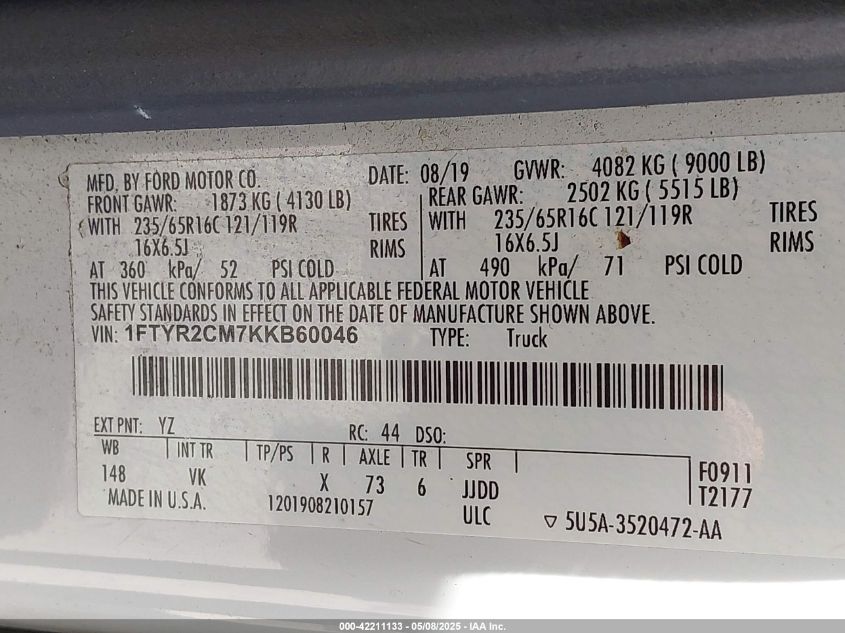 MFD. BY FORD MOTOR CO. DATE: 08/19 GVWR: 4082 KG ( 9000 LB)
FRONT GAWR: 1873 KG ( 4130 LB) REAR GAWR: 2502 KG ( 5515 LB)
WITH 235/65R16C 121/119R TIRES WITH 235/65R16C 121/119R TIRES
16X6.5J RIMS 16X6.5J RIMS
AT 360 kPa/ 52 PSI COLD AT 490 kPa/ 71 PSI COLD
THIS VEHICLE CONFORMS TO ALL APPLICABLE FEDERAL MOTOR VEHICLE
SAFETY STANDARDS IN EFFECT ON THE DATE OF MANUFACTURE SHOWN ABOVE.
VIN: 1FTYR2CM7KKB60046 TYPE: Truck
EXT PNT: YZ RC: 44 DSO:
WB INT TR TP/PS R AXLE TR SPR
148 VK X 73 6 JJDD F0911
MADE IN U.S.A. 1201908210157 ULC T2177
▽ 5U5A-3520472-AA
000-42211133 - 05/08/2025 - IAA Inc.